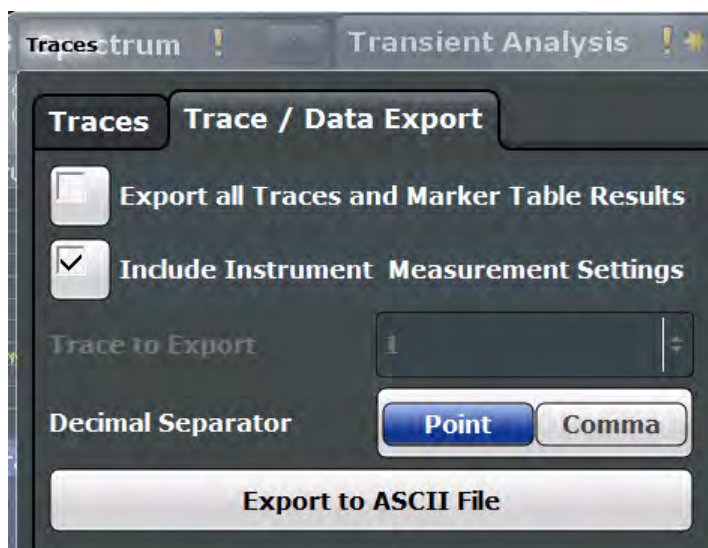 Traces ctrum ! Transient Analysis !
Traces Trace / Data Export
Export all Traces and Marker Table Results
Include Instrument Measurement Settings
Trace to Export 1
Decimal Separator Point Comma
Export to ASCII File